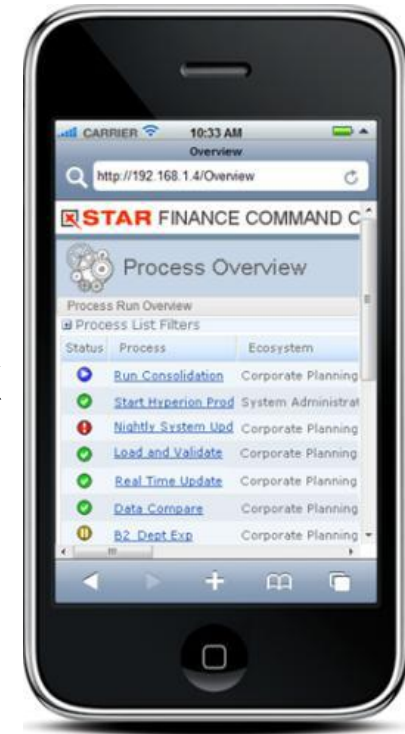 CARRIER 10:33 AM
Overview
http://192.168.1.4/Overview
STAR FINANCE COMMAND C
Process Overview
Process Run Overview
Process List Filters
Status Process Ecosystem
Run Consolidation Corporate Planning
Start Hyperion Prod System Administrat
Nightly System Upd Corporate Planning
Load and Validate Corporate Planning
Real Time Update Corporate Planning
Data Compare Corporate Planning
B2_Dept Exp Corporate Planning